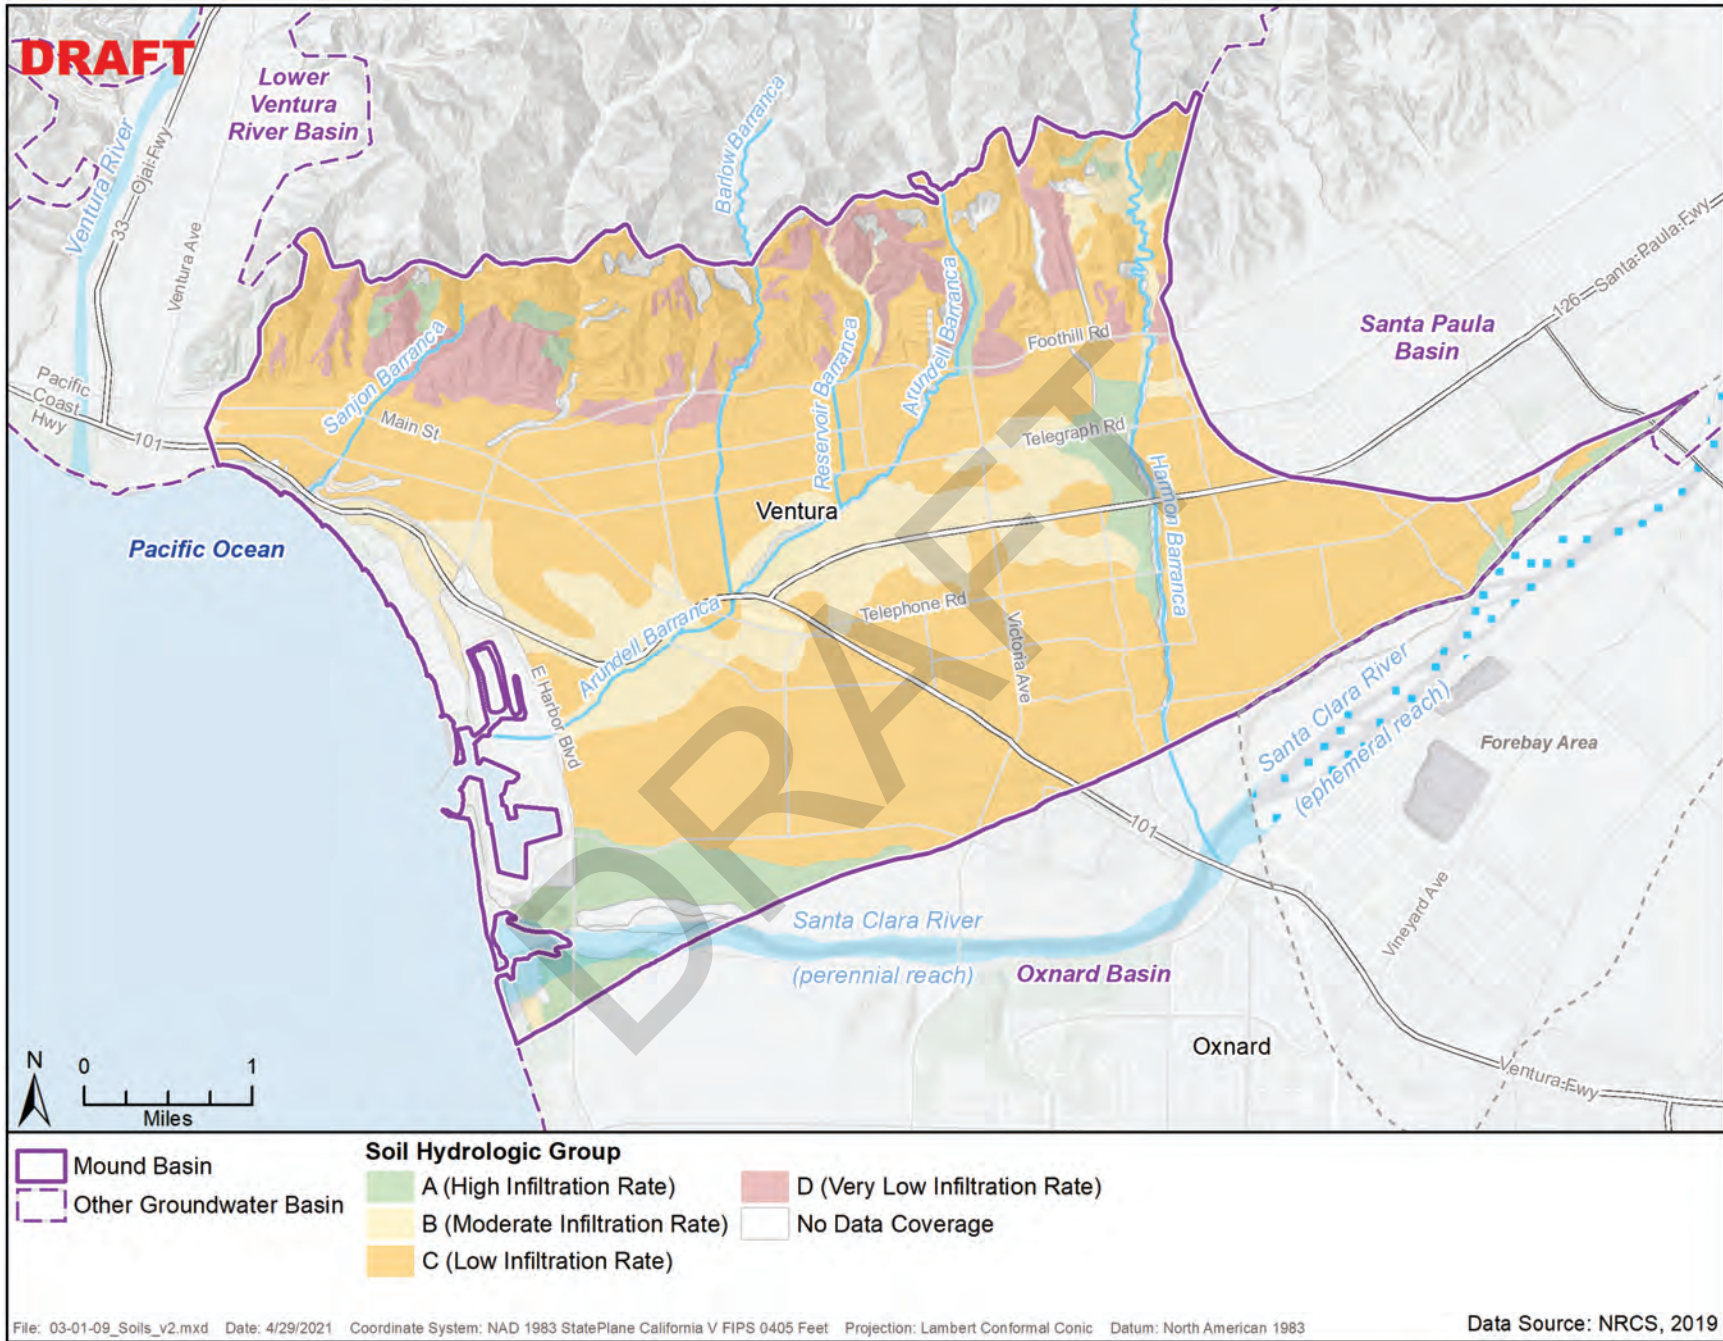 DRAFT
Lower
Ventura
River Basin
Ventura River
33
Ojai Fwy
Ventura Ave
Barlow Barranca
Santa Paula Fwy
126
Santa Paula
Basin
Pacific
Coast
Hwy
101
Sanjon Barranca
Main St
Reservoir Barranca
Arundell Barranca
Foothill Rd
Telegraph Rd
Harmon Barranca
Ventura
Pacific Ocean
Arundell Barranca
Telephone Rd
Victoria Ave
E Harbor Blvd
Santa Clara River
(ephemeral reach)
Forebay Area
101
Vineyard Ave
Santa Clara River
(perennial reach)
Oxnard Basin
Oxnard
Ventura Fwy
DRAFT
N
0 1
Miles
Mound Basin
Other Groundwater Basin
Soil Hydrologic Group
A (High Infiltration Rate)
B (Moderate Infiltration Rate)
C (Low Infiltration Rate)
D (Very Low Infiltration Rate)
No Data Coverage
File: 03-01-09_Soils_v2.mxd Date: 4/29/2021 Coordinate System: NAD 1983 StatePlane California V FIPS 0405 Feet Projection: Lambert Conformal Conic Datum: North American 1983
Data Source: NRCS, 2019